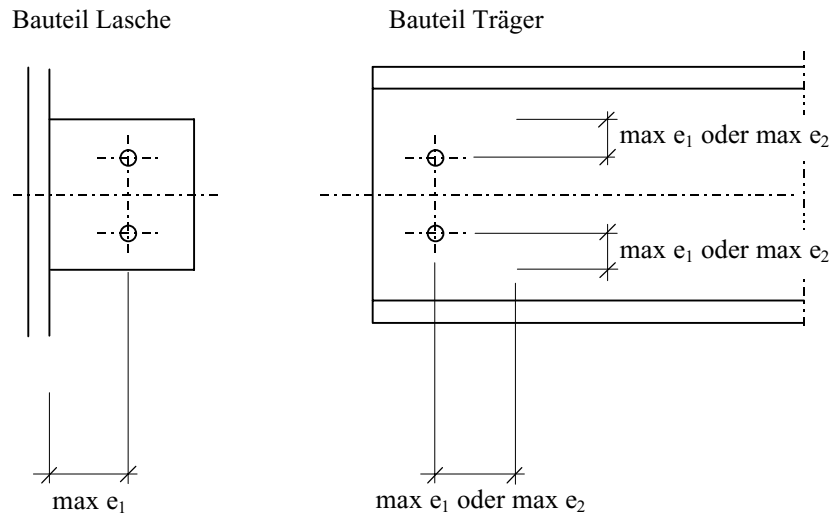 Bauteil Lasche
Bauteil Träger
max e₁ oder max e₂
max e₁ oder max e₂
max e₁
max e₁ oder max e₂